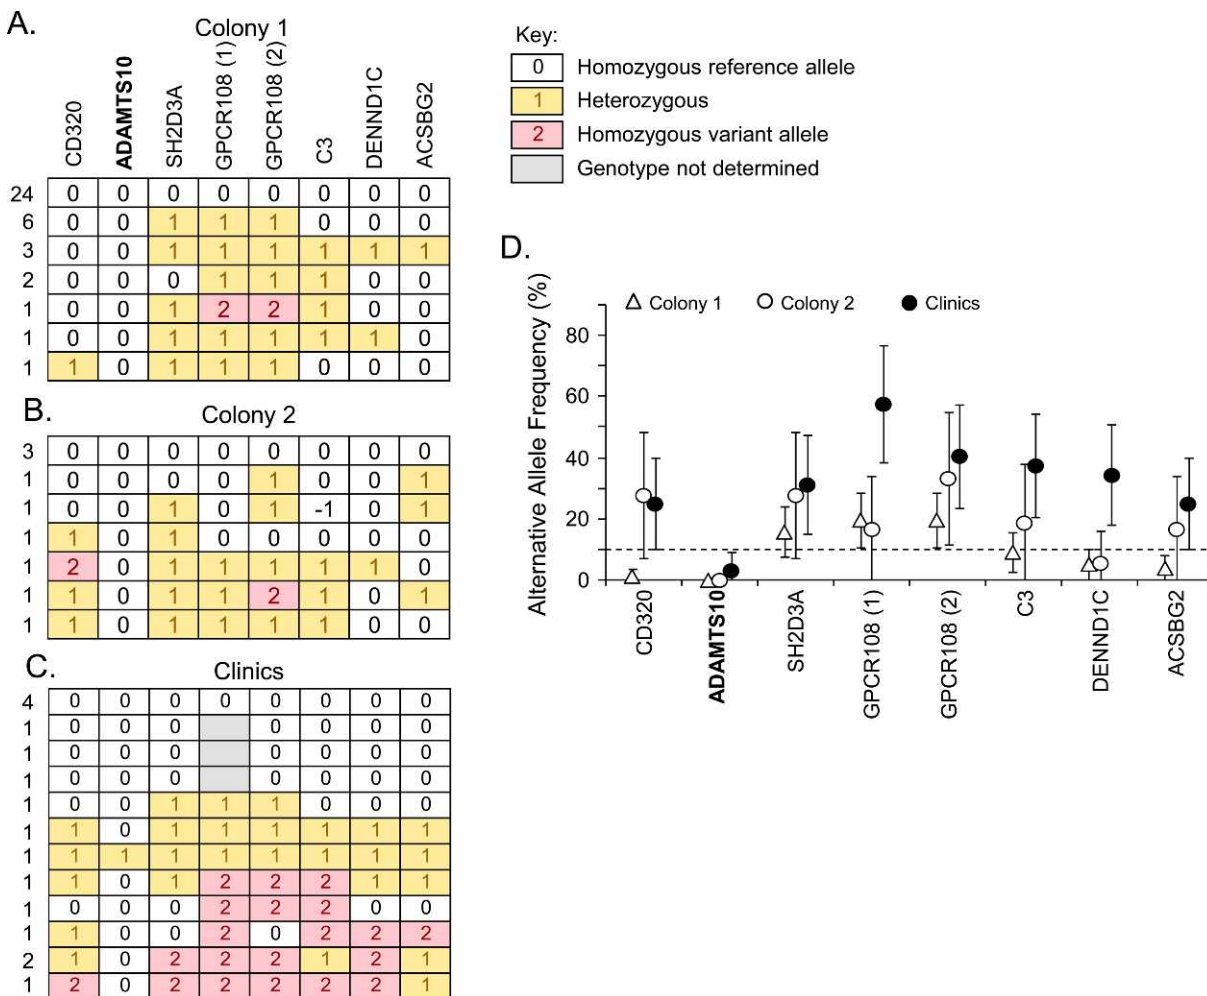 A.
Colony 1
CD320 ADAMTS10 SH2D3A GPCR108 (1) GPCR108 (2) C3 DENND1C ACSBG2
24 0 0 0 0 0 0 0 0
6 0 0 1 1 1 0 0 0
3 0 0 1 1 1 1 1 1
2 0 0 0 1 1 1 0 0
1 0 0 1 2 2 1 0 0
1 0 0 1 1 1 1 1 0
1 1 0 1 1 1 0 0 0
Key:
0 Homozygous reference allele
1 Heterozygous
2 Homozygous variant allele
Genotype not determined
B.
Colony 2
3 0 0 0 0 0 0 0 0
1 0 0 0 0 1 0 0 1
1 0 0 1 0 1 -1 0 1
1 1 0 1 0 0 0 0 0
1 2 0 1 1 1 1 1 0
1 1 0 1 1 2 1 0 1
1 1 0 1 1 1 1 0 0
C.
Clinics
4 0 0 0 0 0 0 0 0
1 0 0 0 0 0 0 0
1 0 0 0 0 0 0 0
1 0 0 0 0 0 0 0
1 0 0 1 1 1 0 0 0
1 1 0 1 1 1 1 1 1
1 1 1 1 1 1 1 1 1
1 1 0 1 2 2 2 1 1
1 0 0 0 2 2 2 0 0
1 1 0 0 2 0 2 2 2
2 1 0 2 2 2 1 2 1
1 2 0 2 2 2 2 2 1
D.
Alternative Allele Frequency (%)
Colony 1 Colony 2 Clinics
80
60
40
20
0
CD320 ADAMTS10 SH2D3A GPCR108 (1) GPCR108 (2) C3 DENND1C ACSBG2